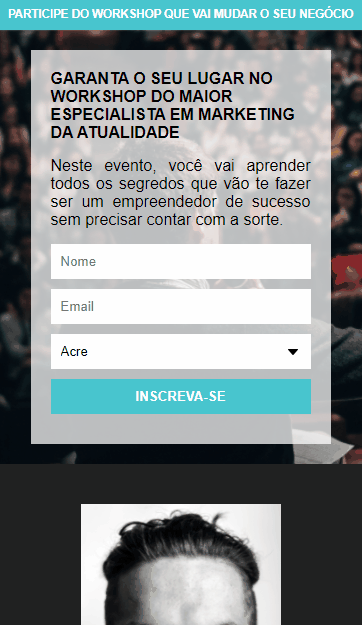 PARTICIPE DO WORKSHOP QUE VAI MUDAR O SEU NEGÓCIO
GARANTA O SEU LUGAR NO
WORKSHOP DO MAIOR
ESPECIALISTA EM MARKETING
DA ATUALIDADE
Neste evento, você vai aprender
todos os segredos que vão te fazer
ser um empreendedor de sucesso
sem precisar contar com a sorte.
Nome
Email
Acre
INSCREVA-SE